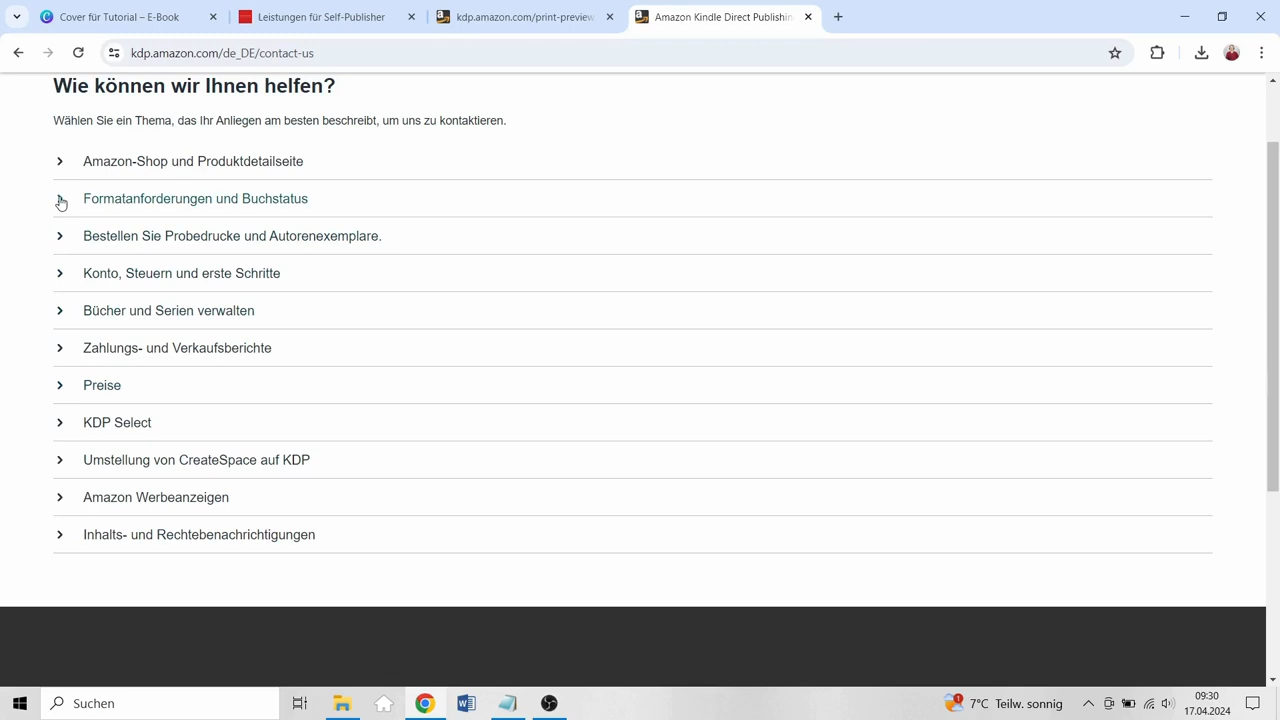 Cover für Tutorial – E-Book
Leistungen für Self-Publisher
kdp.amazon.com/print-preview
Amazon Kindle Direct Publishin
kdp.amazon.com/de_DE/contact-us
Wie können wir Ihnen helfen?
Wählen Sie ein Thema, das Ihr Anliegen am besten beschreibt, um uns zu kontaktieren.
Amazon-Shop und Produktdetailseite
Formatanforderungen und Buchstatus
Bestellen Sie Probedrucke und Autorenexemplare.
Konto, Steuern und erste Schritte
Bücher und Serien verwalten
Zahlungs- und Verkaufsberichte
Preise
KDP Select
Umstellung von CreateSpace auf KDP
Amazon Werbeanzeigen
Inhalts- und Rechtebenachrichtigungen
Suchen
1
7°C Teilw. sonnig
09:30
17.04.2024